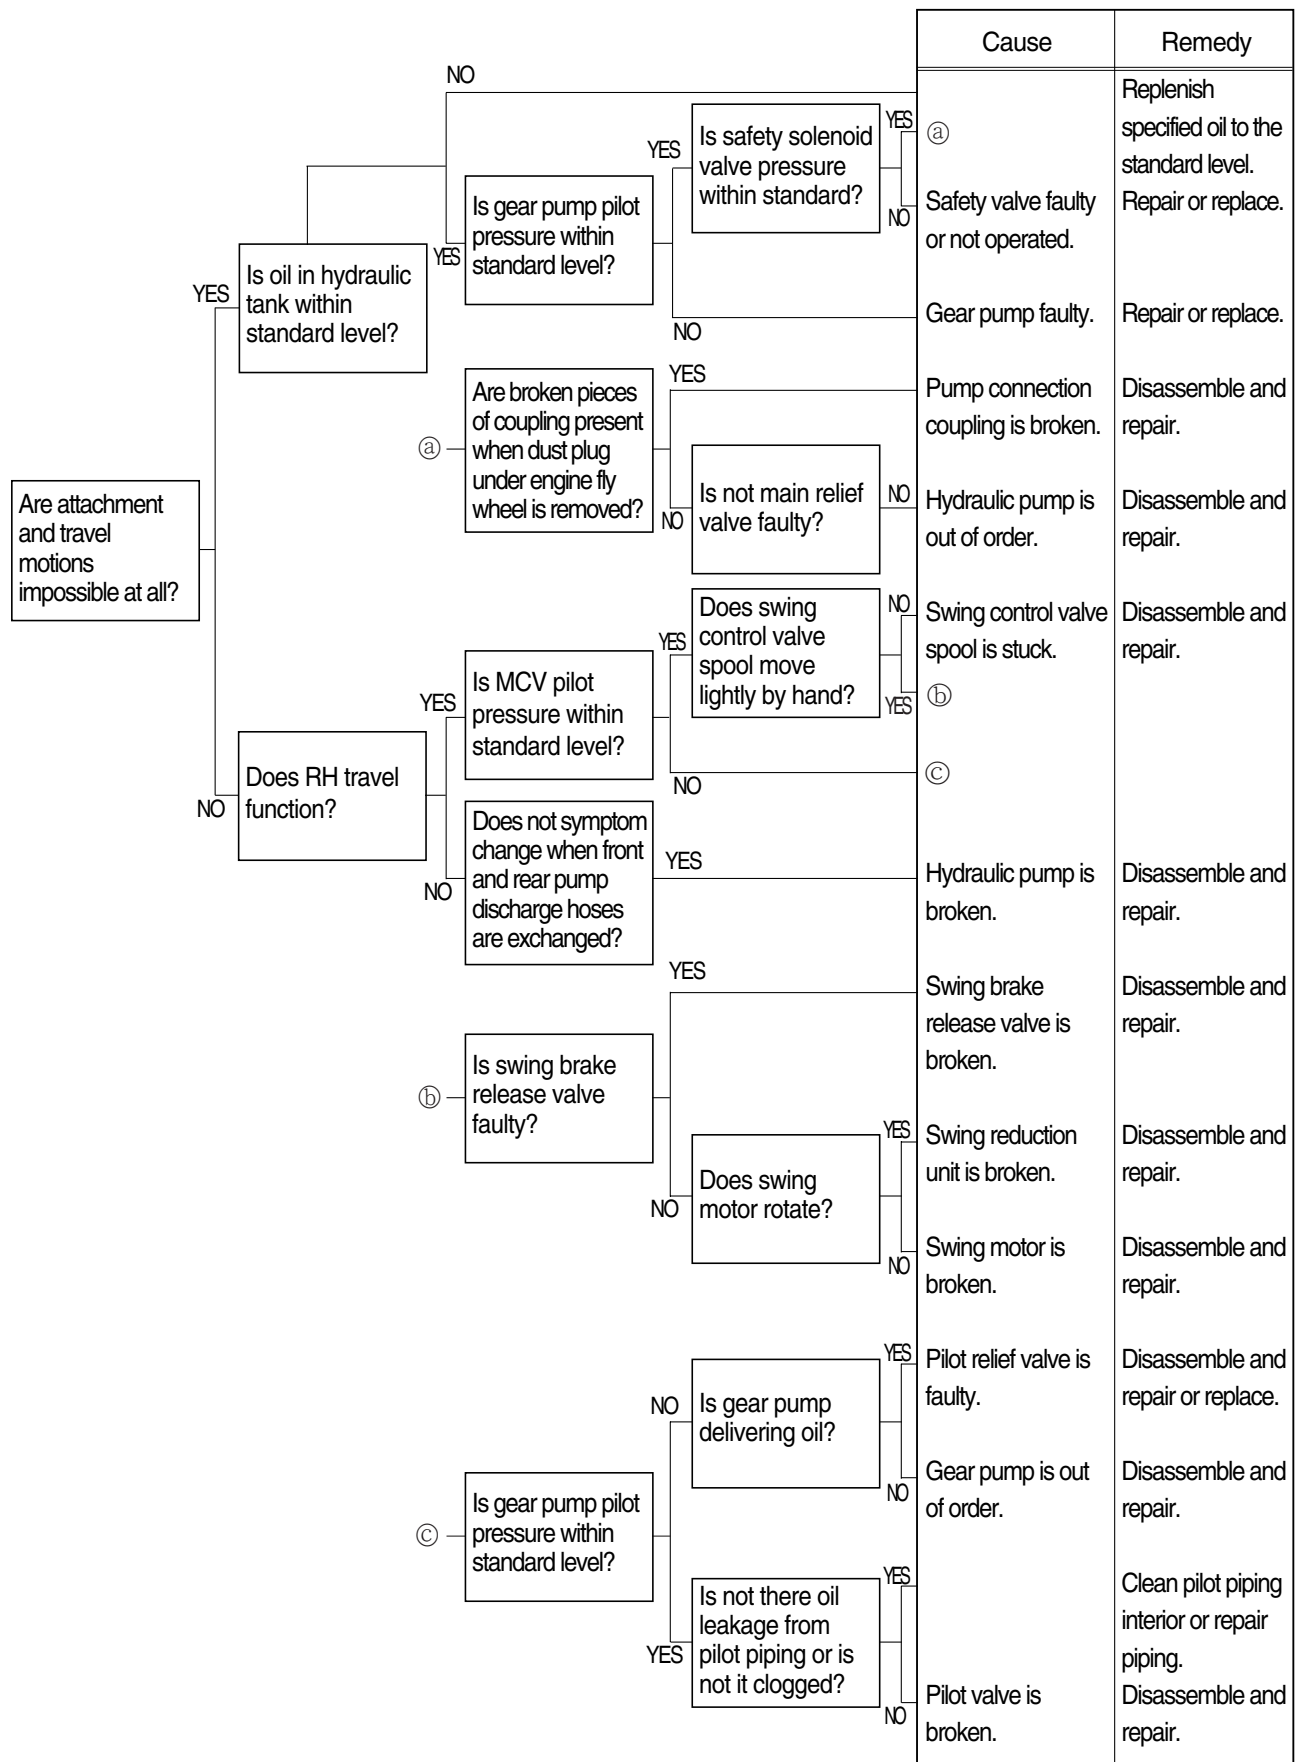 Cause
Remedy
NO
Replenish
specified oil to the
standard level.
YES
Is safety solenoid
valve pressure
within standard?
YES
ⓐ
NO
Safety valve faulty
or not operated.
Repair or replace.
Is gear pump pilot
pressure within
standard level?
YES
YES
Is oil in hydraulic
tank within
standard level?
NO
Gear pump faulty.
Repair or replace.
ⓐ
Are broken pieces
of coupling present
when dust plug
under engine fly
wheel is removed?
YES
Pump connection
coupling is broken.
Disassemble and
repair.
NO
Is not main relief
valve faulty?
NO
Hydraulic pump is
out of order.
Disassemble and
repair.
Are attachment
and travel
motions
impossible at all?
Does swing
control valve
spool move
lightly by hand?
NO
Swing control valve
spool is stuck.
Disassemble and
repair.
YES
YES
ⓑ
YES
Is MCV pilot
pressure within
standard level?
NO
ⓒ
NO
Does RH travel
function?
NO
Does not symptom
change when front
and rear pump
discharge hoses
are exchanged?
YES
Hydraulic pump is
broken.
Disassemble and
repair.
YES
Swing brake
release valve is
broken.
Disassemble and
repair.
ⓑ
Is swing brake
release valve
faulty?
NO
Does swing
motor rotate?
YES
Swing reduction
unit is broken.
Disassemble and
repair.
NO
Swing motor is
broken.
Disassemble and
repair.
NO
Is gear pump
delivering oil?
YES
Pilot relief valve is
faulty.
Disassemble and
repair or replace.
NO
Gear pump is out
of order.
Disassemble and
repair.
ⓒ
Is gear pump pilot
pressure within
standard level?
YES
Is not there oil
leakage from
pilot piping or is
not it clogged?
YES
Clean pilot piping
interior or repair
piping.
NO
Pilot valve is
broken.
Disassemble and
repair.